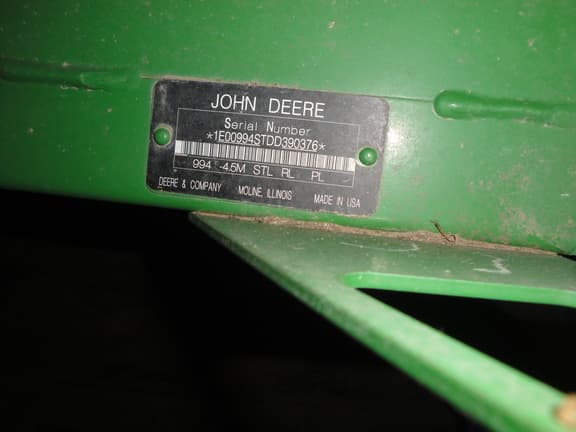 JOHN DEERE
Serial Number
*1E00994STDD390376*
994 -4.5M STL RL PL
DEERE & COMPANY MOLINE, ILLINOIS MADE IN USA